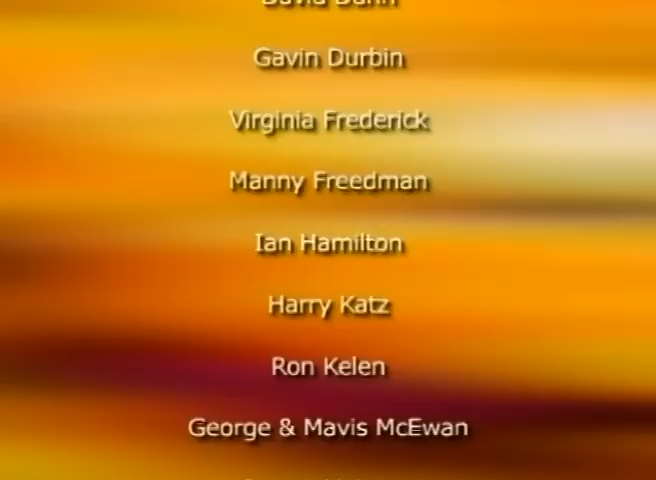 Gavin Durbin
Virginia Frederick
Manny Freedman
Ian Hamilton
Harry Katz
Ron Kelen
George & Mavis McEwan